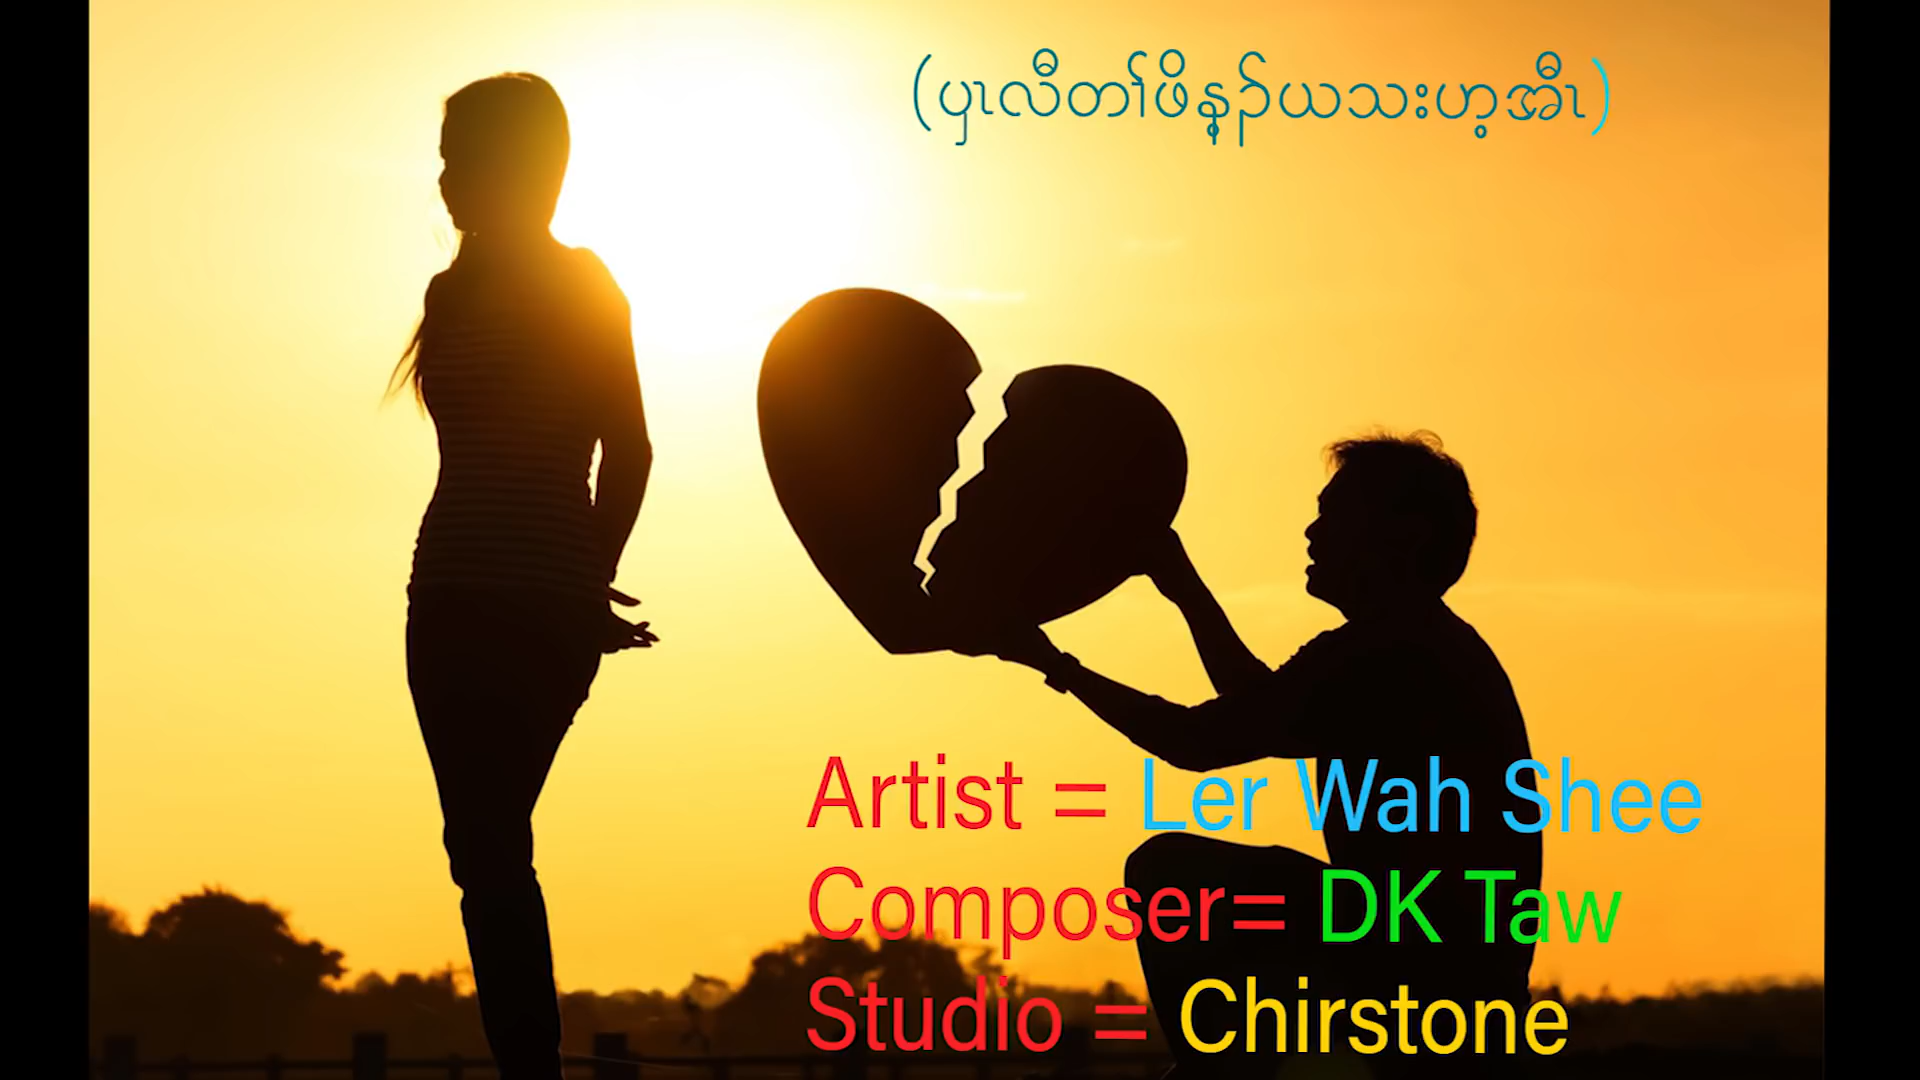 (ပှၤလီတၢ်ဖိန့ၣ်ယသးဟ့အီၤ)
Artist = Ler Wah Shee
Composer= DK Taw
Studio = Chirstone